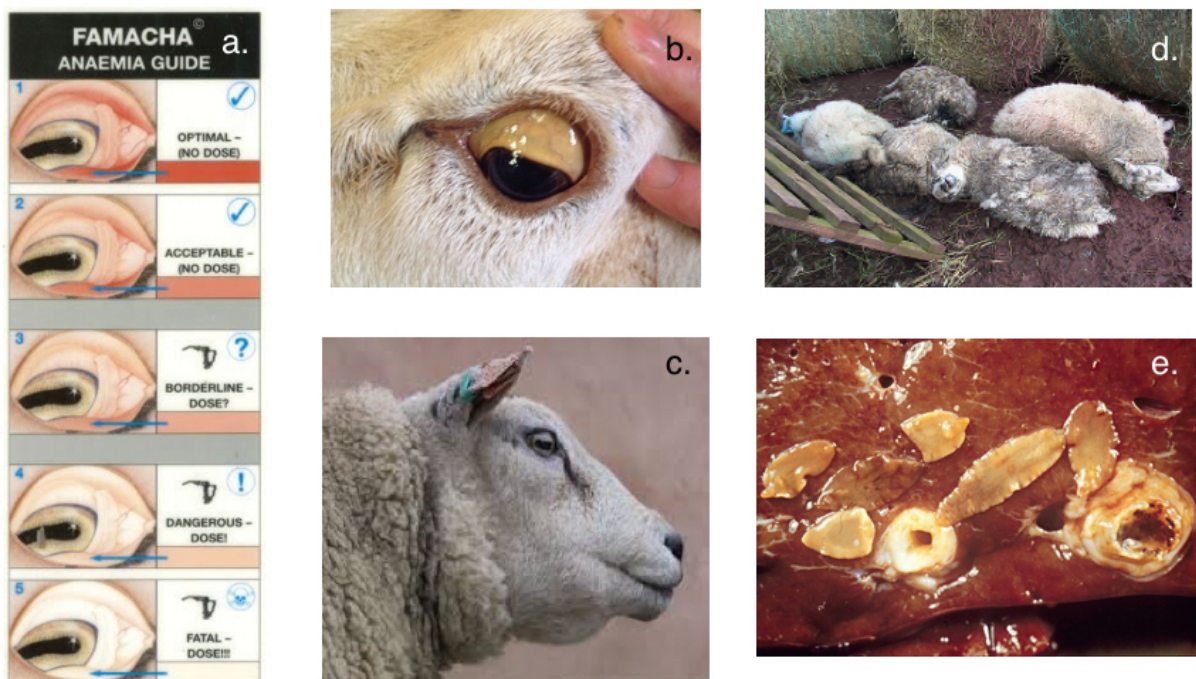 FAMACHA©
ANAEMIA GUIDE
a.
1
OPTIMAL –
(NO DOSE)
2
ACCEPTABLE –
(NO DOSE)
3
?
BORDERLINE –
DOSE?
4
!
DANGEROUS –
DOSE!
5
FATAL –
DOSE!!!
b.
c.
d.
e.